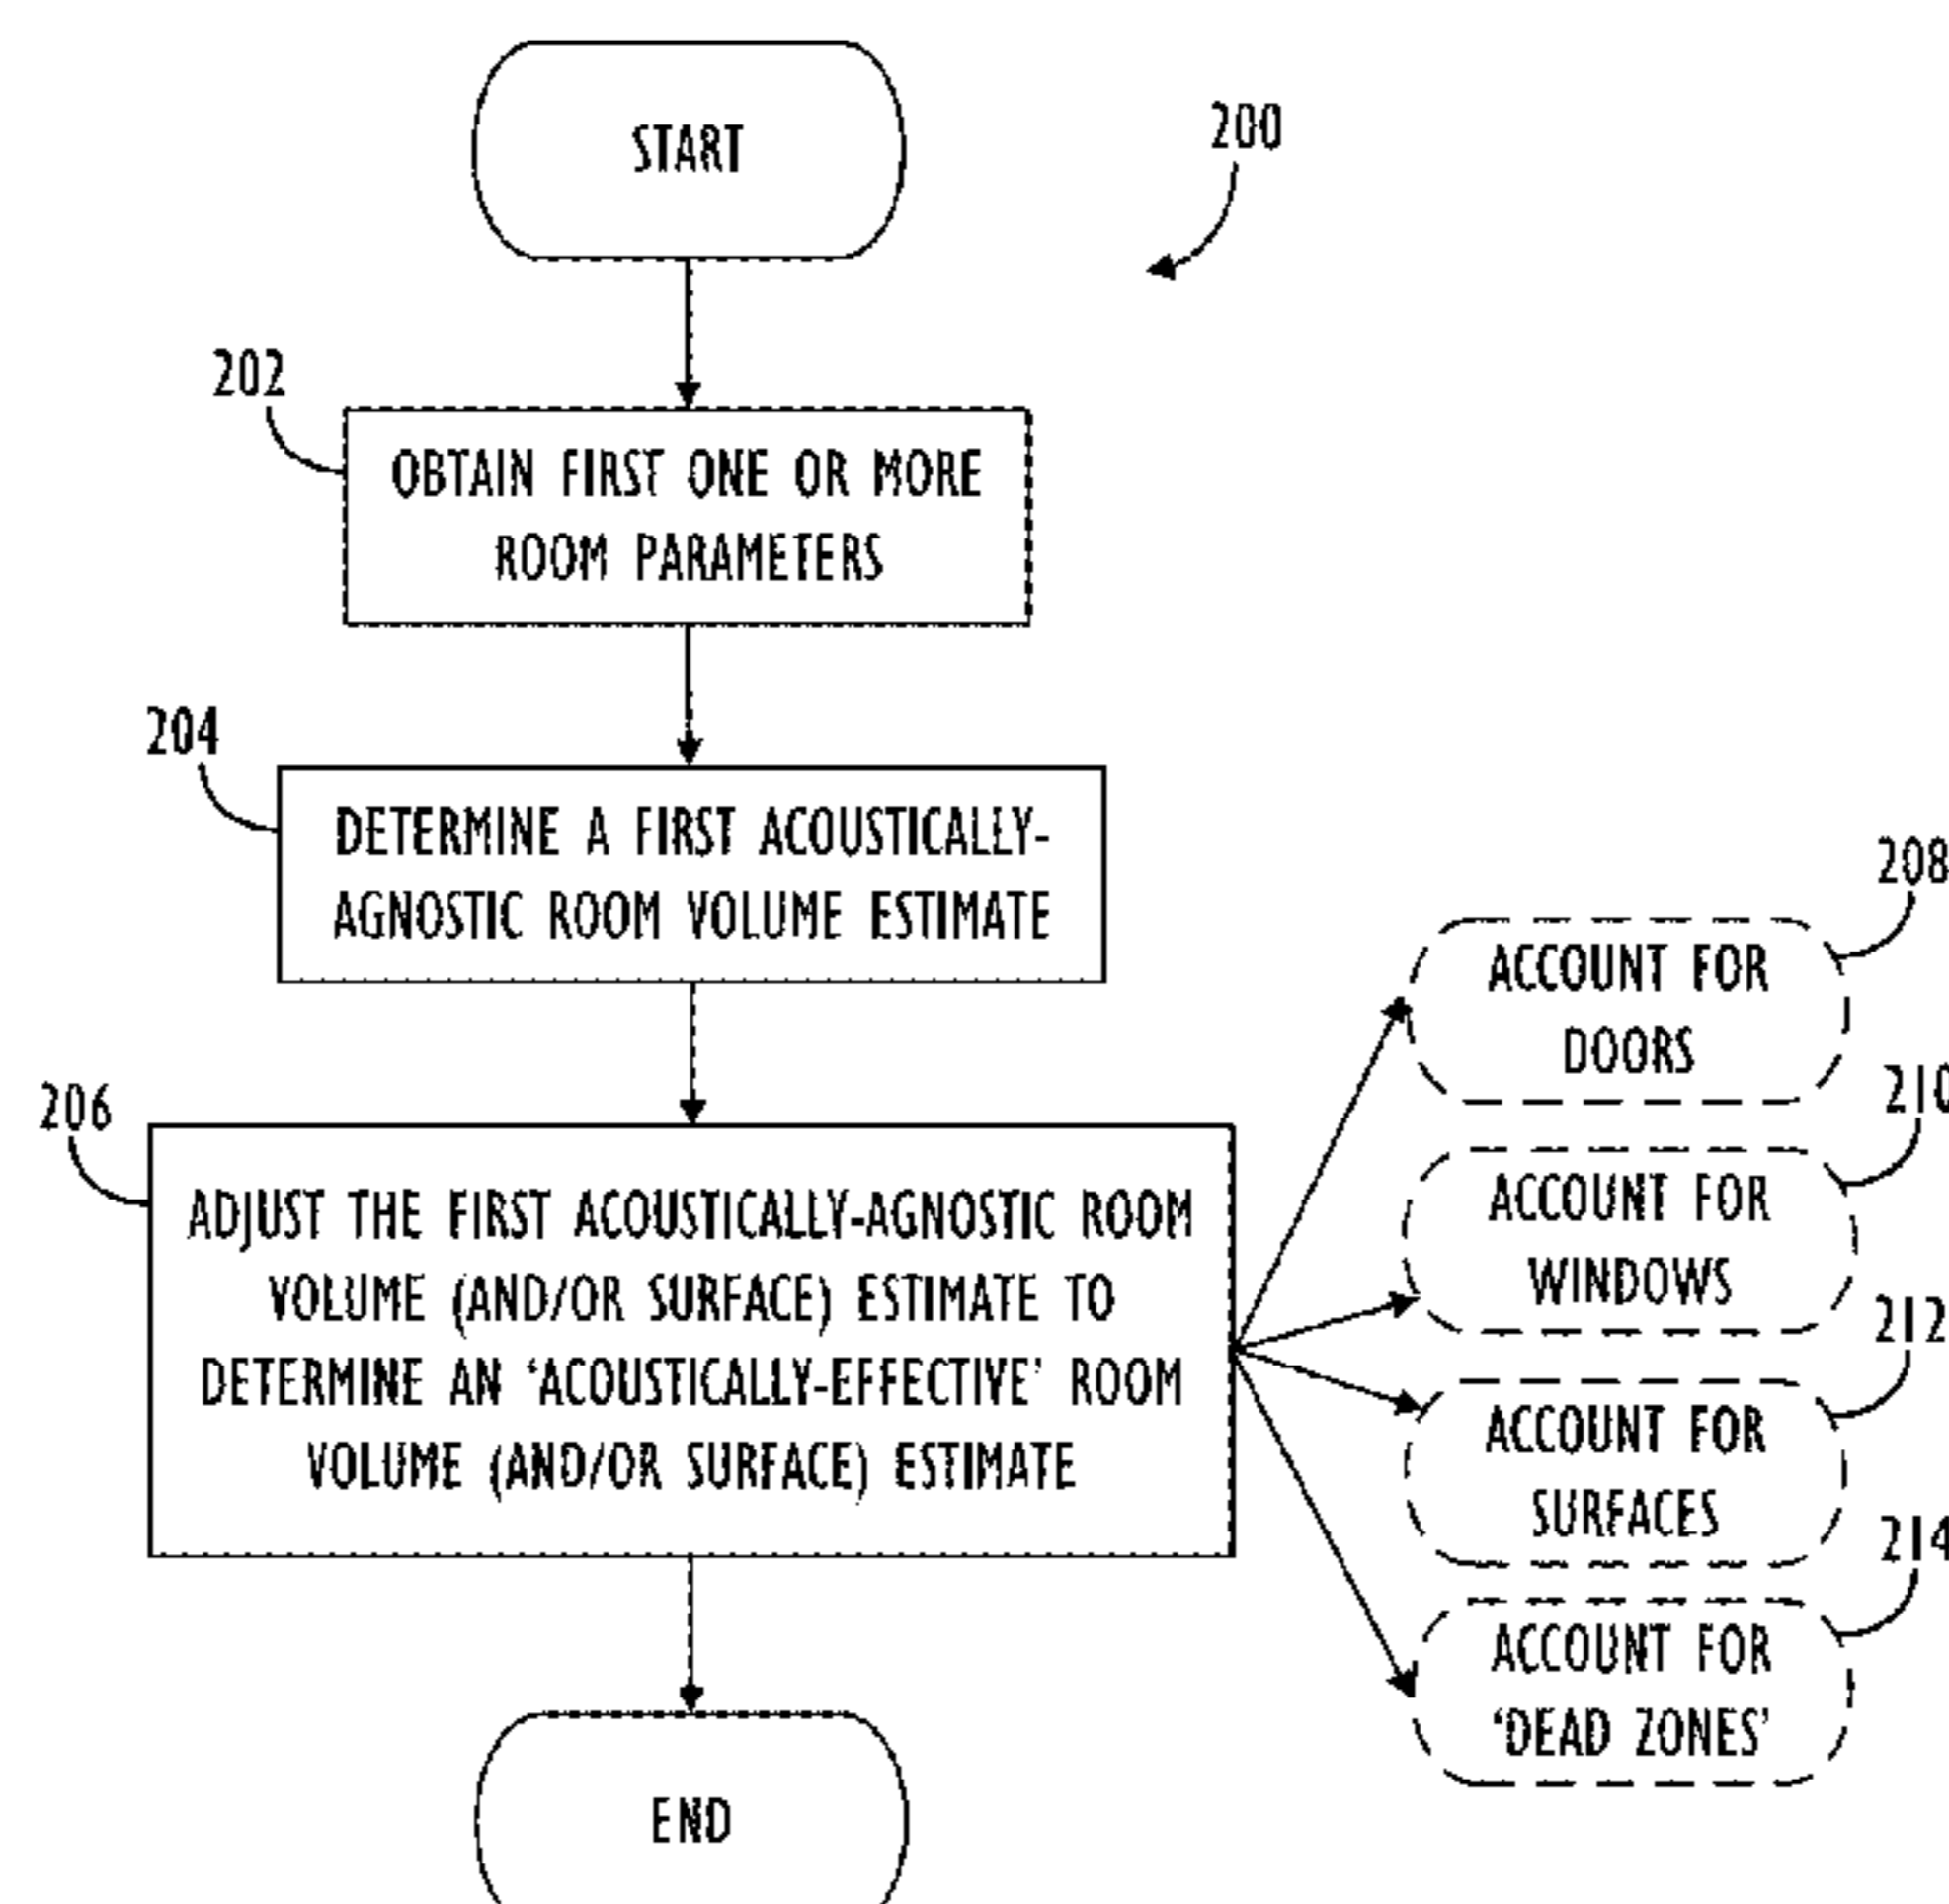 START
200
202
OBTAIN FIRST ONE OR MORE
ROOM PARAMETERS
204
DETERMINE A FIRST ACOUSTICALLY-
AGNOSTIC ROOM VOLUME ESTIMATE
206
ADJUST THE FIRST ACOUSTICALLY-AGNOSTIC ROOM
VOLUME (AND/OR SURFACE) ESTIMATE TO
DETERMINE AN ‘ACOUSTICALLY-EFFECTIVE’ ROOM
VOLUME (AND/OR SURFACE) ESTIMATE
208
ACCOUNT FOR
DOORS
210
ACCOUNT FOR
WINDOWS
212
ACCOUNT FOR
SURFACES
214
ACCOUNT FOR
‘DEAD ZONES’
END